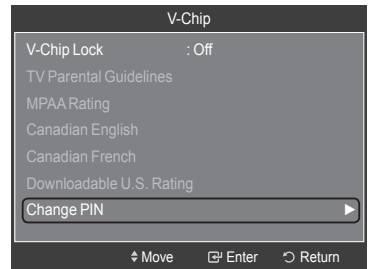 V-Chip
V-Chip Lock : Off
TV Parental Guidelines
MPAA Rating
Canadian English
Canadian French
Downloadable U.S. Rating
Change PIN
Move Enter Return